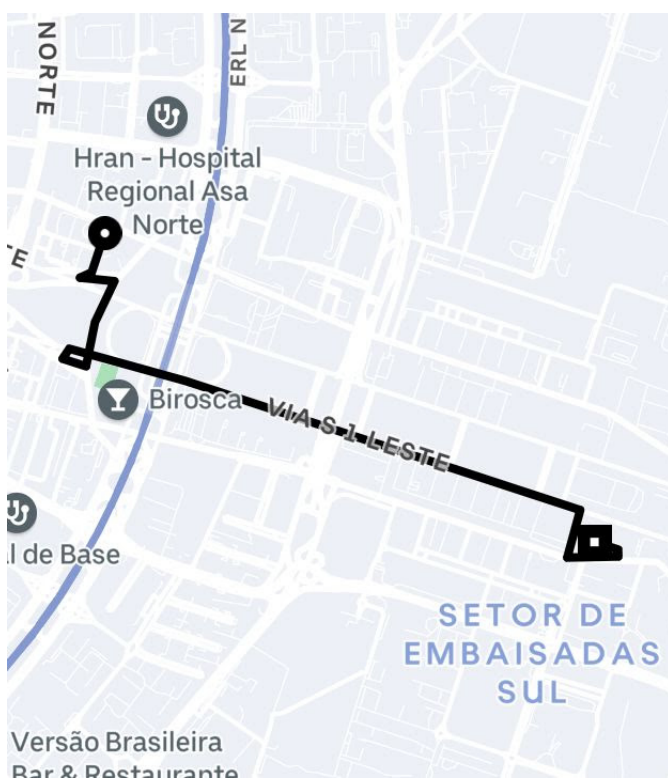 NORTE
ERL N
Hran - Hospital
Regional Asa
Norte
TE
Birosca
VIA S 1 LESTE
l de Base
SETOR DE
EMBAISADAS
SUL
Versão Brasileira
Bar & Restaurante